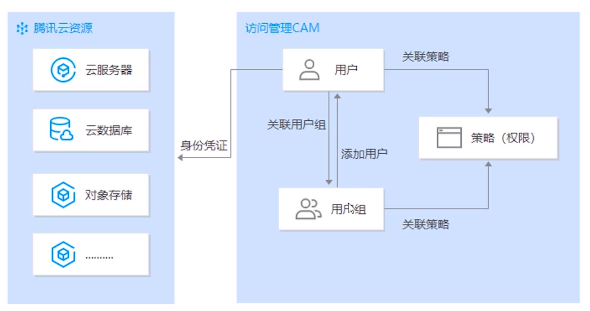 腾讯云资源
云服务器
云数据库
对象存储
..........
身份凭证
访问管理CAM
用户
关联策略
关联用户组
添加用户
策略（权限）
用户组
关联策略